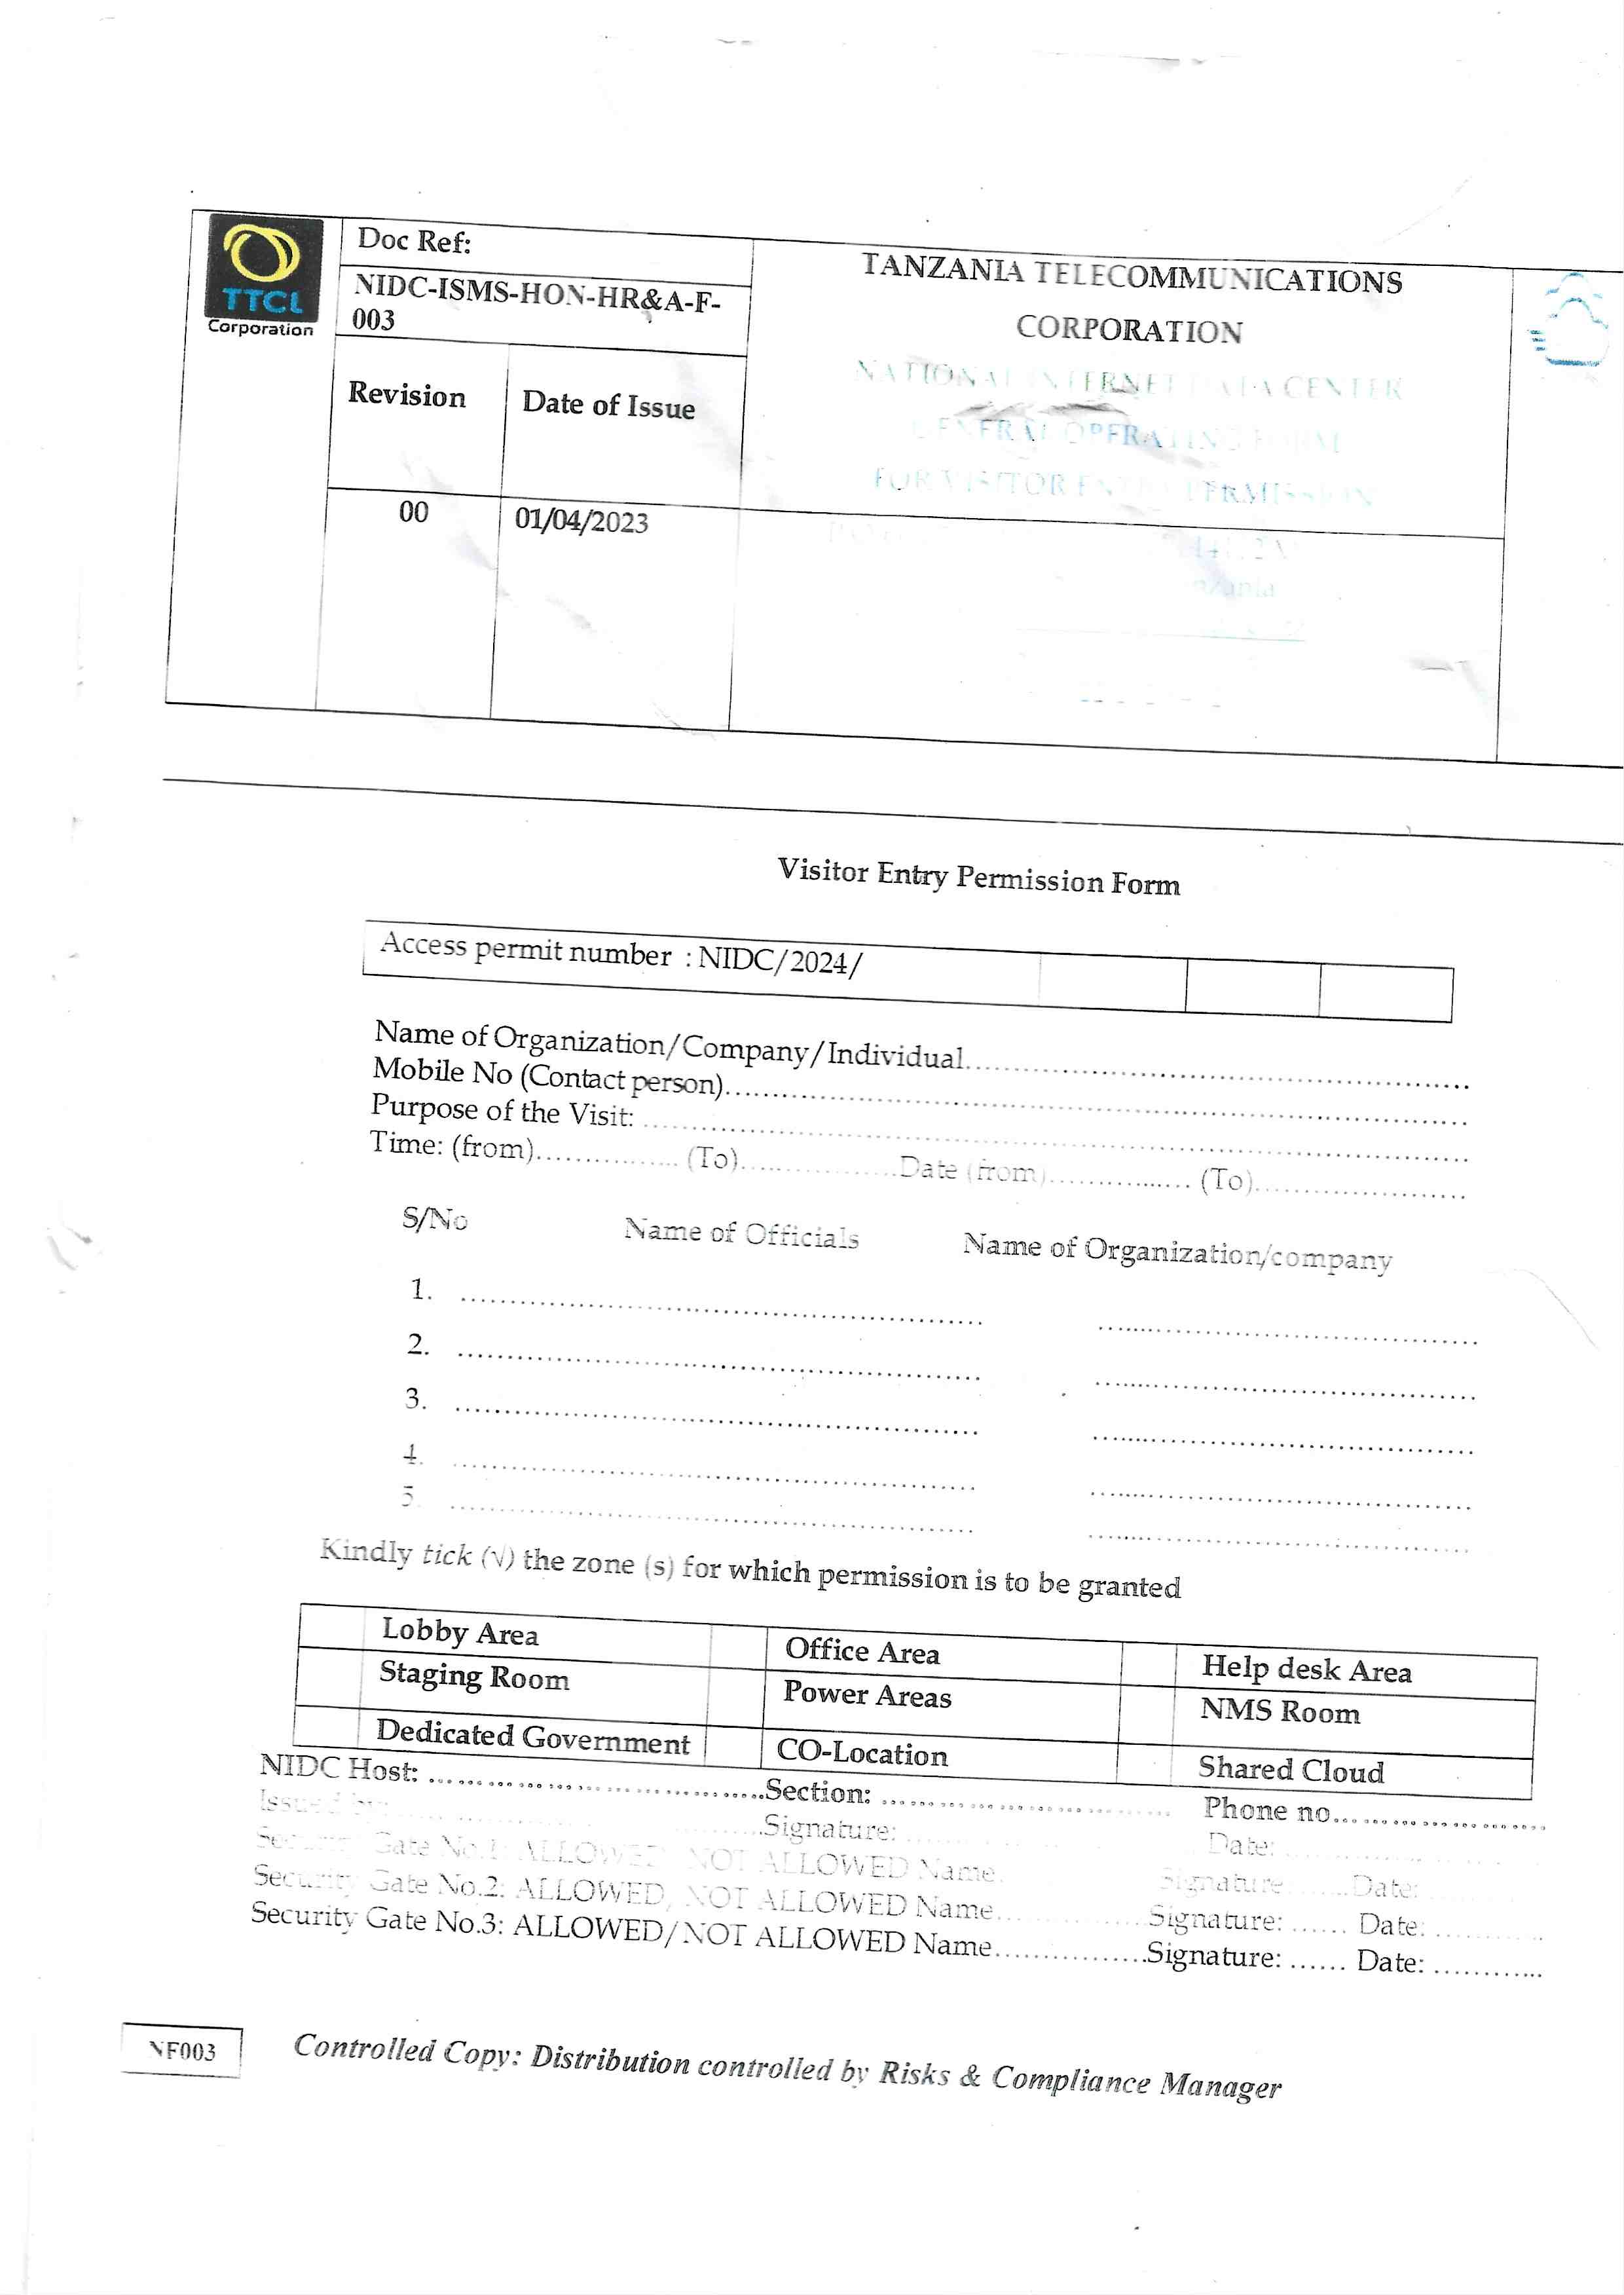 TTCL
Corporation
Doc Ref:
NIDC-ISMS-HON-HR&A-F-
003
Revision
Date of Issue
00
01/04/2023
TANZANIA TELECOMMUNICATIONS
CORPORATION
NATIONAL INTERNET DATA CENTER
GENERAL OPERATING FORM
FOR VISITOR ENTRY PERMISSION
Visitor Entry Permission Form
Access permit number : NIDC/2024/
Name of Organization/Company/Individual..........................................................
Mobile No (Contact person)..........................................................
Purpose of the Visit: ..........................................................
Time: (from)................ (To)..................Date (from)................ (To)........................
S/No Name of Officials Name of Organization/company
1. .......................................................... ..........................................
2. .......................................................... ..........................................
3. .......................................................... ..........................................
4. .......................................................... ..........................................
5. .......................................................... ..........................................
Kindly tick (√) the zone (s) for which permission is to be granted
Lobby Area Office Area Help desk Area
Staging Room Power Areas NMS Room
Dedicated Government CO-Location Shared Cloud
NIDC Host: ......................................Section: ................................ Phone no........................
Issued by: ......................................Signature: .................... Date: ........................
Security Gate No.1: ALLOWED/NOT ALLOWED Name................Signature: ...... Date: ............
Security Gate No.2: ALLOWED/NOT ALLOWED Name................Signature: ...... Date: ............
Security Gate No.3: ALLOWED/NOT ALLOWED Name................Signature: ...... Date: ............
NF003
Controlled Copy: Distribution controlled by Risks & Compliance Manager